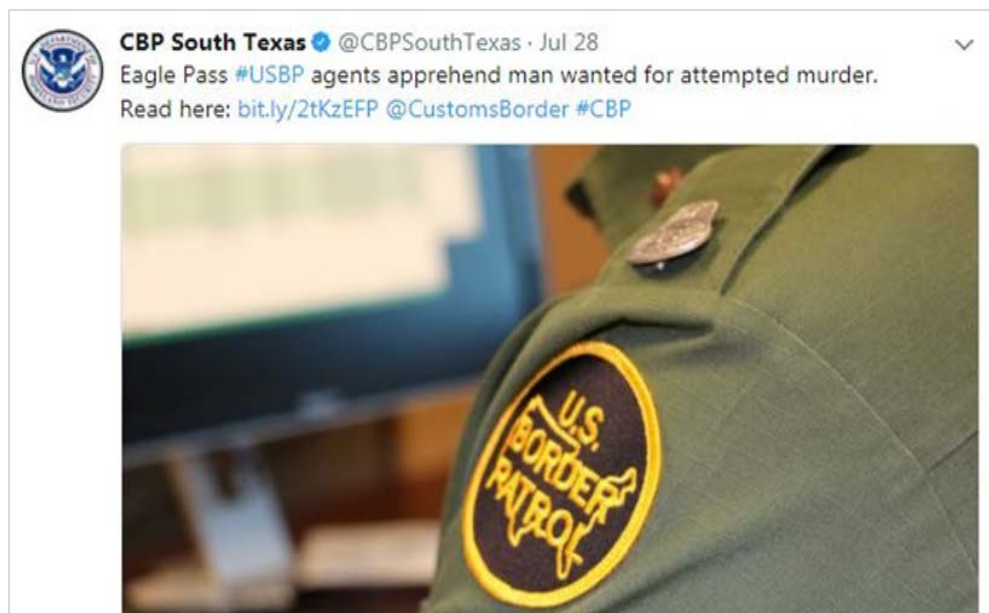 CBP South Texas @CBPSouthTexas · Jul 28
Eagle Pass #USBP agents apprehend man wanted for attempted murder.
Read here: bit.ly/2tKzEFP @CustomsBorder #CBP
U.S.
BORDER
PATROL